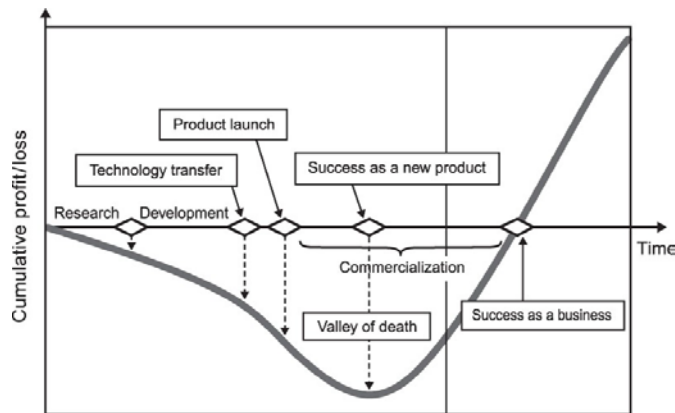 Product launch
Technology transfer
Success as a new product
Research
Development
Cumulative profit/loss
Time
Commercialization
Valley of death
Success as a business